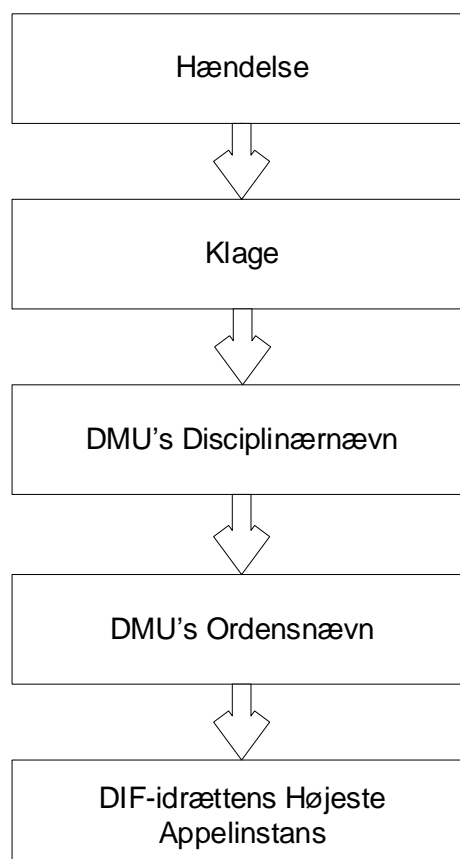 Hændelse
Klage
DMU's Disciplinærnævn
DMU's Ordensnævn
DIF-idrættens Højeste
Appelinstans